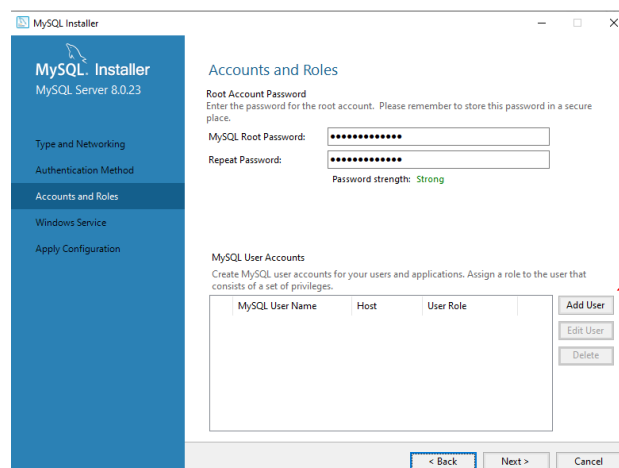 MySQL Installer
MySQL. Installer
MySQL Server 8.0.23
Type and Networking
Authentication Method
Accounts and Roles
Windows Service
Apply Configuration
Accounts and Roles
Root Account Password
Enter the password for the root account. Please remember to store this password in a secure
place.
MySQL Root Password: •••••••••••••
Repeat Password: •••••••••••••
Password strength: Strong
MySQL User Accounts
Create MySQL user accounts for your users and applications. Assign a role to the user that
consists of a set of privileges.
MySQL User Name Host User Role
Add User
Edit User
Delete
< Back Next > Cancel